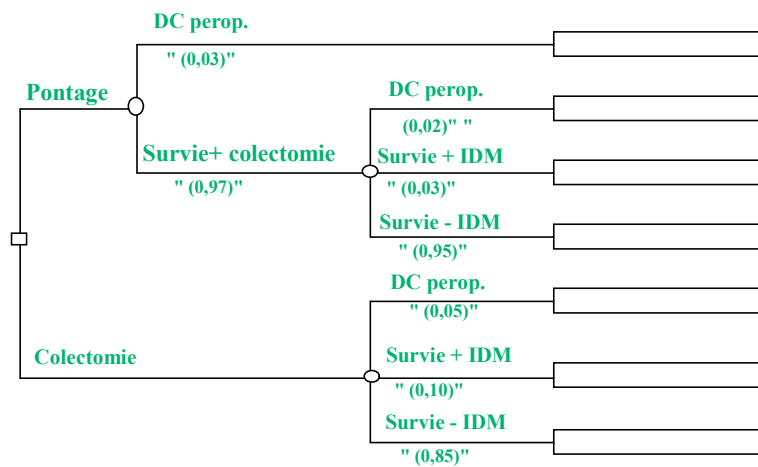 DC perop.
" (0,03)"
Pontage
DC perop.
(0,02)" "
Survie+ colectomie
" (0,97)"
Survie + IDM
" (0,03)"
Survie - IDM
" (0,95)"
DC perop.
" (0,05)"
Colectomie
Survie + IDM
" (0,10)"
Survie - IDM
" (0,85)"